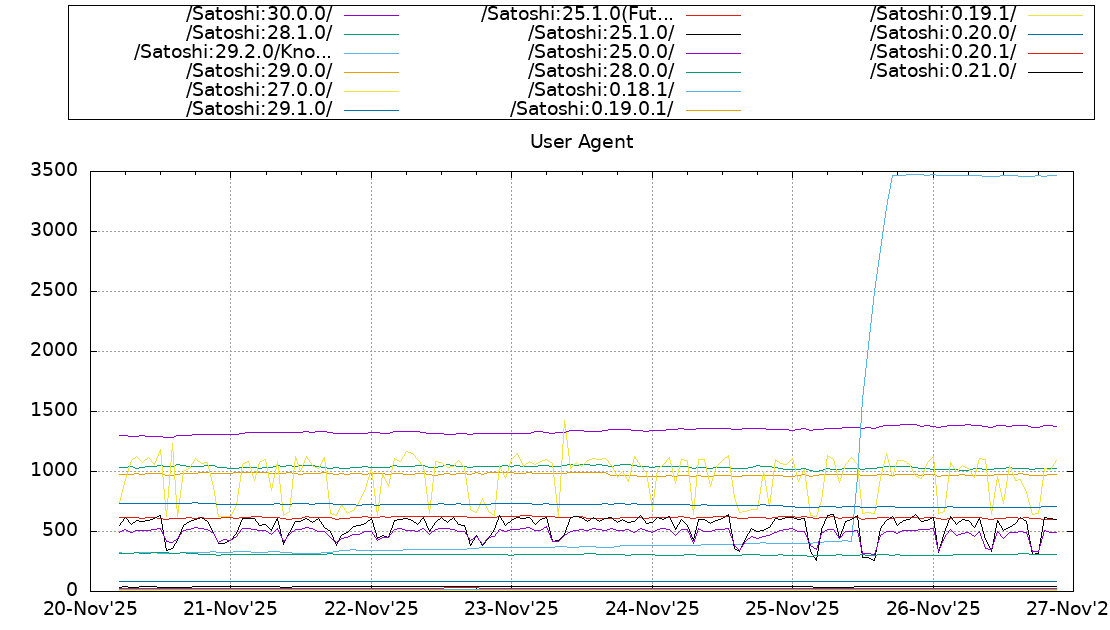 /Satoshi:30.0.0/ /Satoshi:25.1.0(Fut... /Satoshi:0.19.1/
/Satoshi:28.1.0/ /Satoshi:25.1.0/ /Satoshi:0.20.0/
/Satoshi:29.2.0/Kno... /Satoshi:25.0.0/ /Satoshi:0.20.1/
/Satoshi:29.0.0/ /Satoshi:28.0.0/ /Satoshi:0.21.0/
/Satoshi:27.0.0/ /Satoshi:0.18.1/
/Satoshi:29.1.0/ /Satoshi:0.19.0.1/
User Agent
3500
3000
2500
2000
1500
1000
500
0
20-Nov'25 21-Nov'25 22-Nov'25 23-Nov'25 24-Nov'25 25-Nov'25 26-Nov'25 27-Nov'2